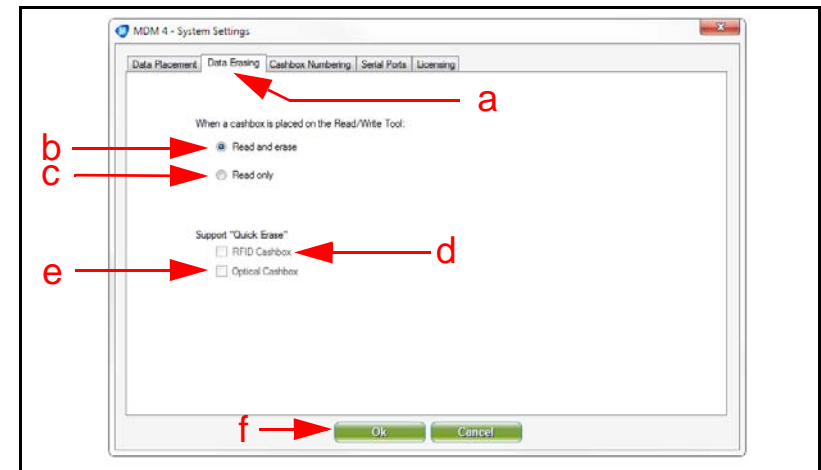 MDM 4 - System Settings
Data Placement Data Erasing Cashbox Numbering Serial Ports Licensing
a
When a cashbox is placed on the Read/Write Tool:
b Read and erase
c Read only
Support "Quick Erase"
RFID Cashbox d
e Optical Cashbox
f Ok Cancel